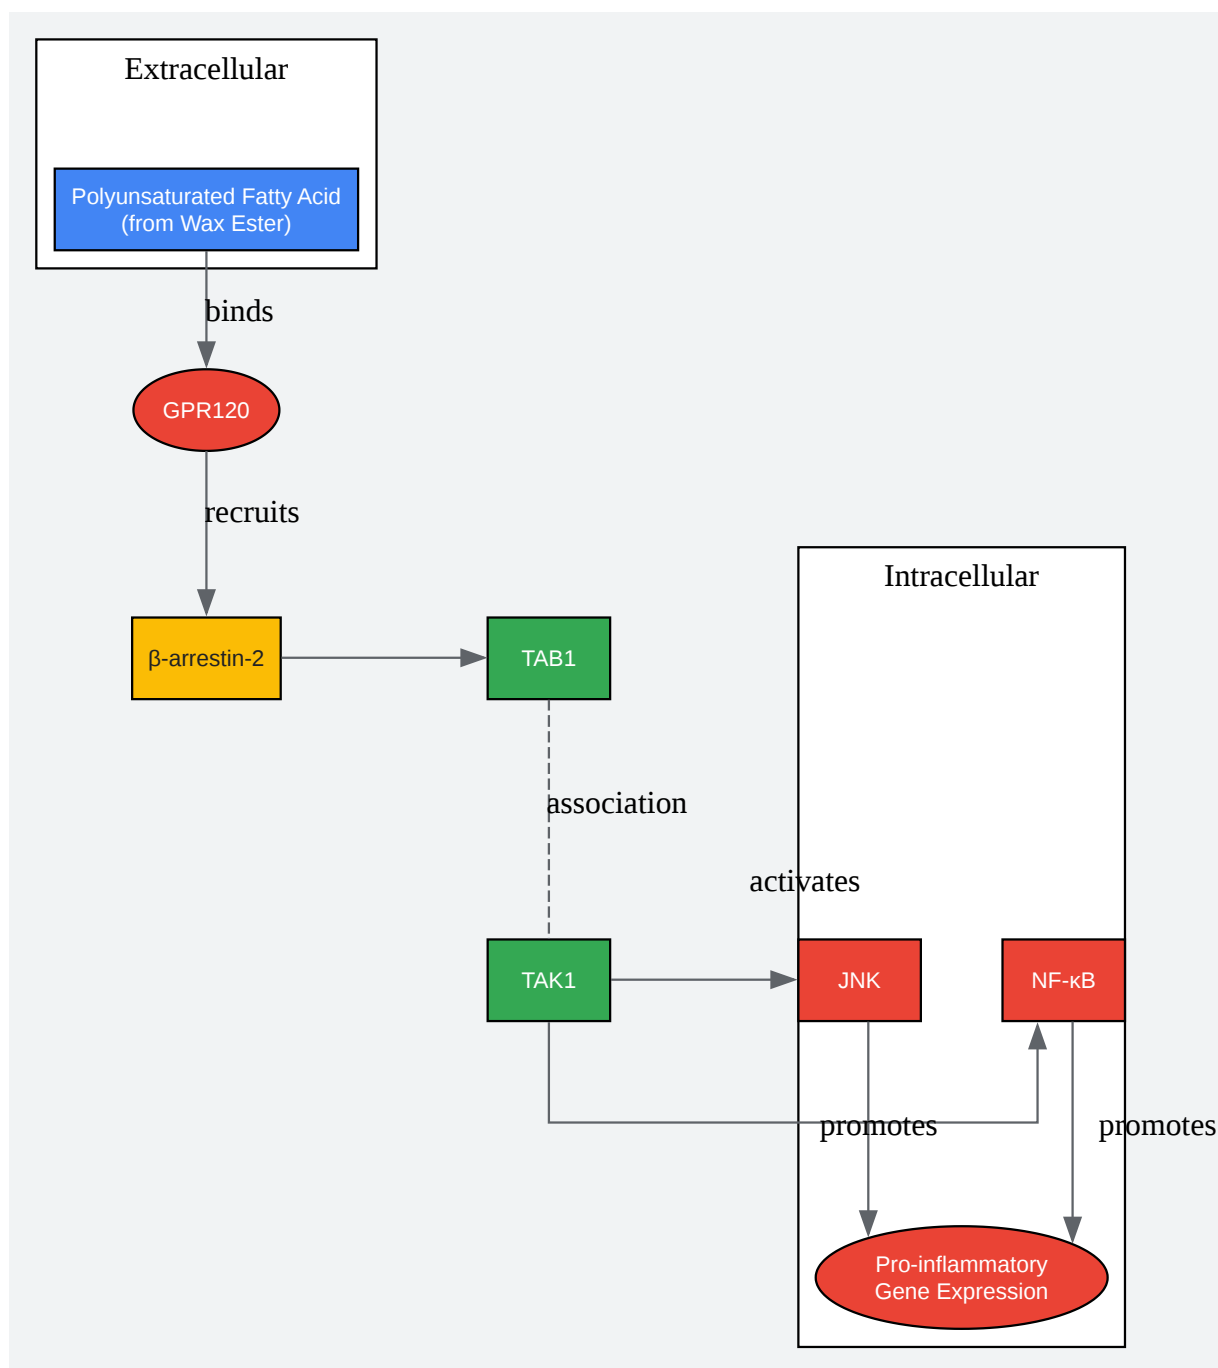 Extracellular
Polyunsaturated Fatty Acid
(from Wax Ester)
binds
GPR120
recruits
Intracellular
β-arrestin-2
TAB1
association
activates
TAK1
JNK
NF-κB
promotes
promotes
Pro-inflammatory
Gene Expression